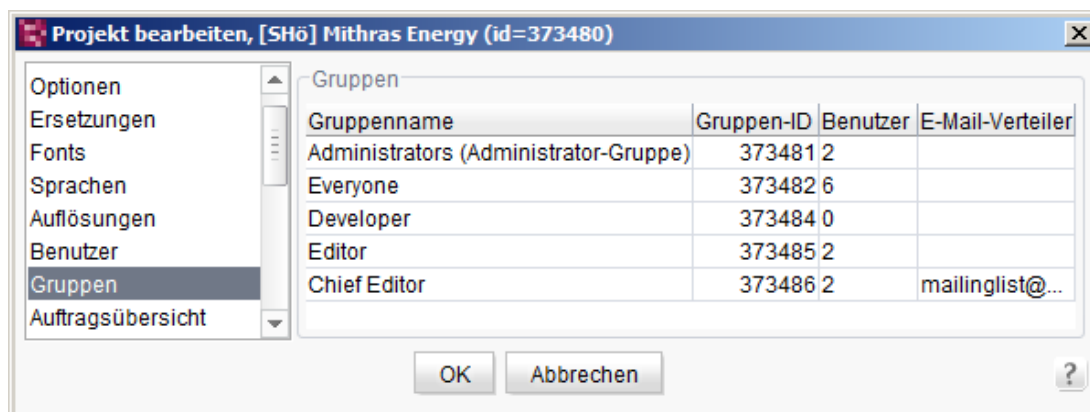 Projekt bearbeiten, [SHö] Mithras Energy (id=373480)
Optionen
Ersetzungen
Fonts
Sprachen
Auflösungen
Benutzer
Gruppen
Auftragsübersicht
Gruppen
Gruppenname Gruppen-ID Benutzer E-Mail-Verteiler
Administrators (Administrator-Gruppe) 373481 2
Everyone 373482 6
Developer 373484 0
Editor 373485 2
Chief Editor 373486 2 mailinglist@...
OK Abbrechen ?